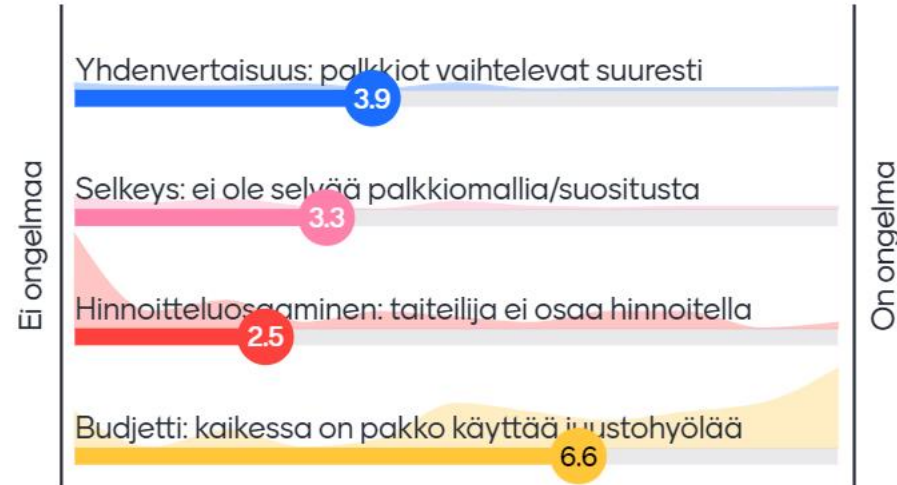 Yhdenvertaisuus: palkkiot vaihtelevat suuresti
3.9
Selkeys: ei ole selvää palkkiomallia/suositusta
3.3
Hinnoitteluosaaminen: taiteilija ei osaa hinnoitella
2.5
Budjetti: kaikessa on pakko käyttää juustohyölää
6.6
Ei ongelmaa
On ongelma